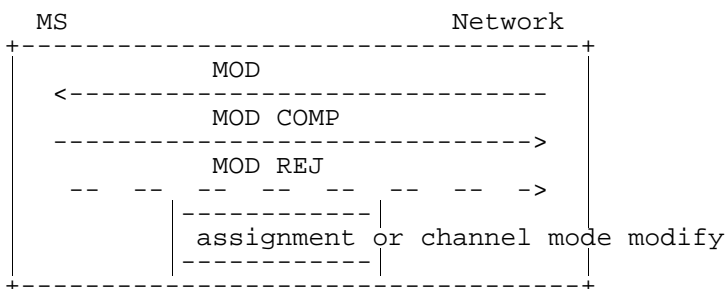 MS Network
MOD
MOD COMP
MOD REJ
assignment or channel mode modify